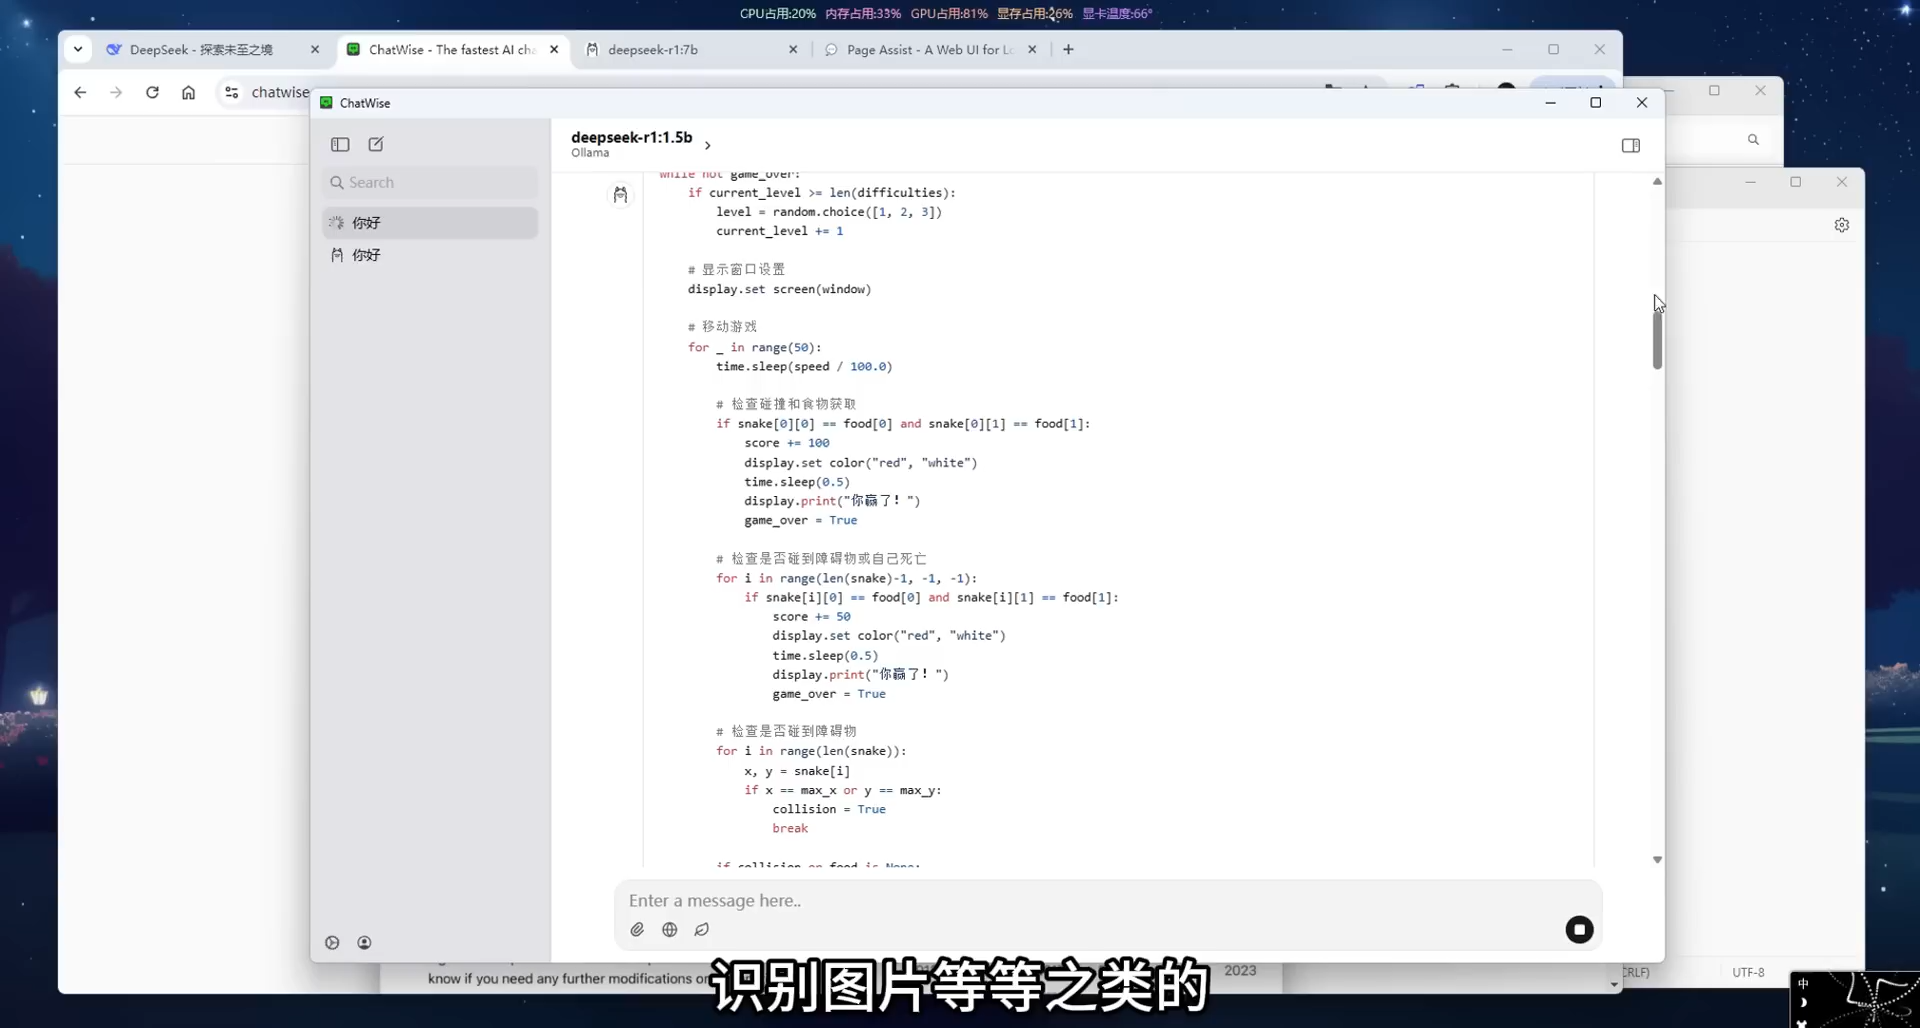 CPU占用:20% 内存占用:33% GPU占用:81% 显存占用:26% 显卡温度:66°
DeepSeek - 探索未至之境
ChatWise - The fastest AI cha
deepseek-r1:7b
Page Assist - A Web UI for Lo
chatwise
ChatWise
deepseek-r1:1.5b
Ollama
Search
你好
你好
while not game_over:
if current_level >= len(difficulties):
level = random.choice([1, 2, 3])
current_level += 1
# 显示窗口设置
display.set screen(window)
# 移动游戏
for _ in range(50):
time.sleep(speed / 100.0)
# 检查碰撞和食物获取
if snake[0][0] == food[0] and snake[0][1] == food[1]:
score += 100
display.set color("red", "white")
time.sleep(0.5)
display.print("你赢了! ")
game_over = True
# 检查是否碰到障碍物或自己死亡
for i in range(len(snake)-1, -1, -1):
if snake[i][0] == food[0] and snake[i][1] == food[1]:
score += 50
display.set color("red", "white")
time.sleep(0.5)
display.print("你赢了! ")
game_over = True
# 检查是否碰到障碍物
for i in range(len(snake)):
x, y = snake[i]
if x == max_x or y == max_y:
collision = True
break
if collision or food is None:
Enter a message here..
know if you need any further modifications or
2023
CRLF)
UTF-8
中
识别图片等等之类的